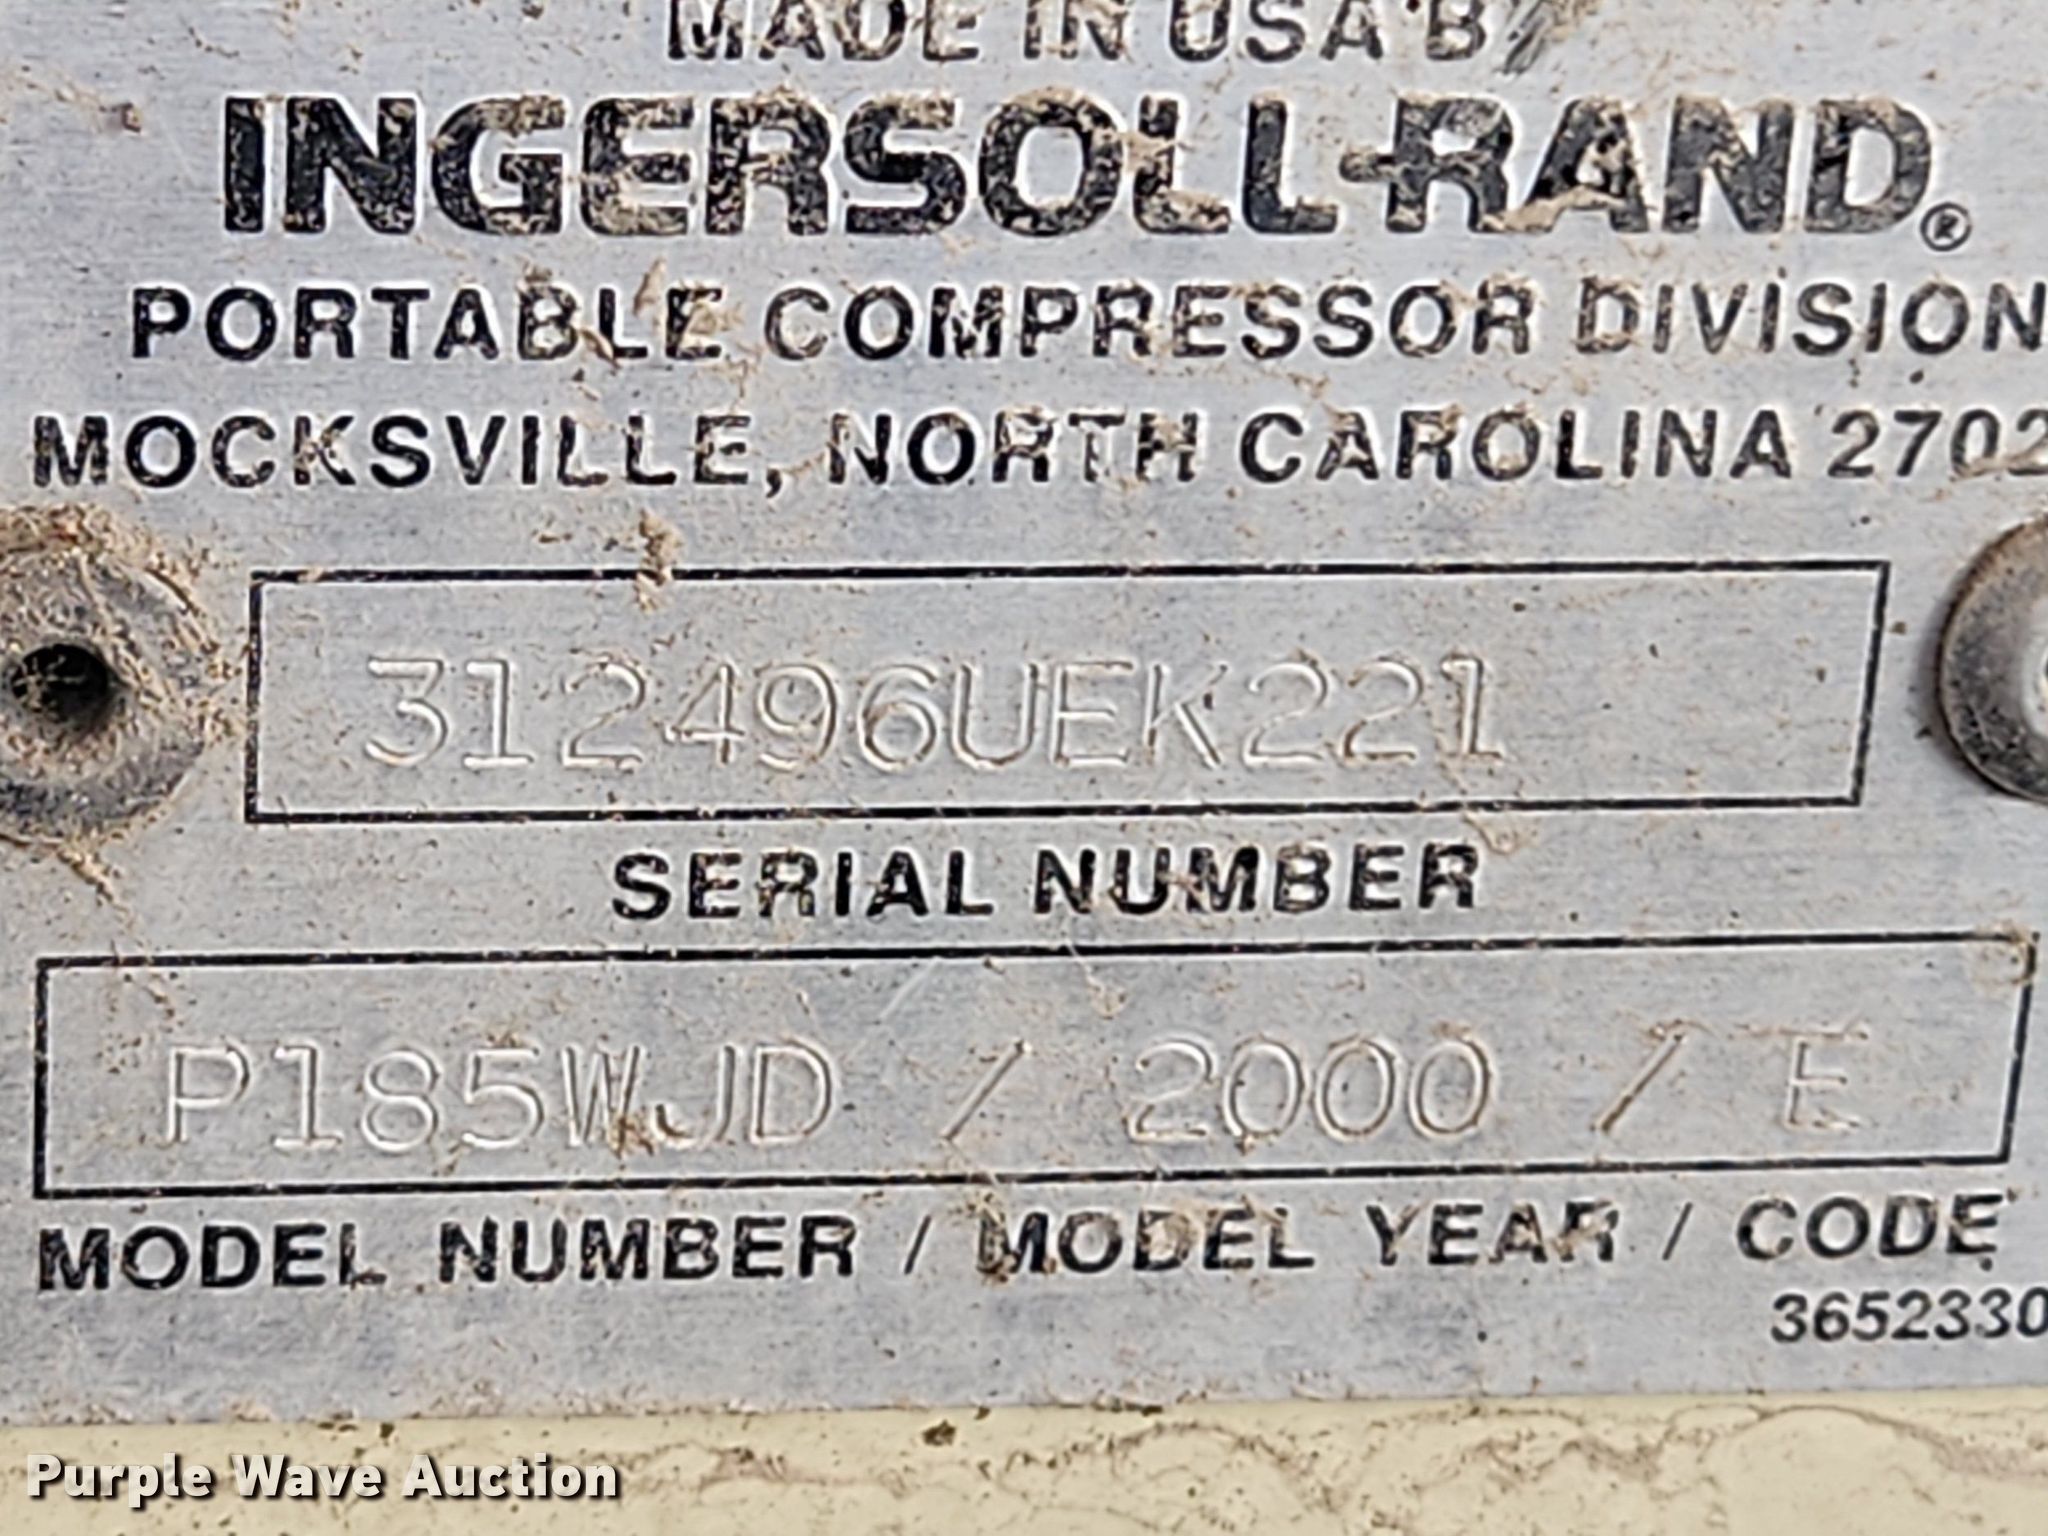 MADE IN USA BY
INGERSOLL-RAND®
PORTABLE COMPRESSOR DIVISION
MOCKSVILLE, NORTH CAROLINA 2702
312496UEK221
SERIAL NUMBER
P185WJD / 2000 / E
MODEL NUMBER / MODEL YEAR / CODE
3652330
Purple Wave Auction